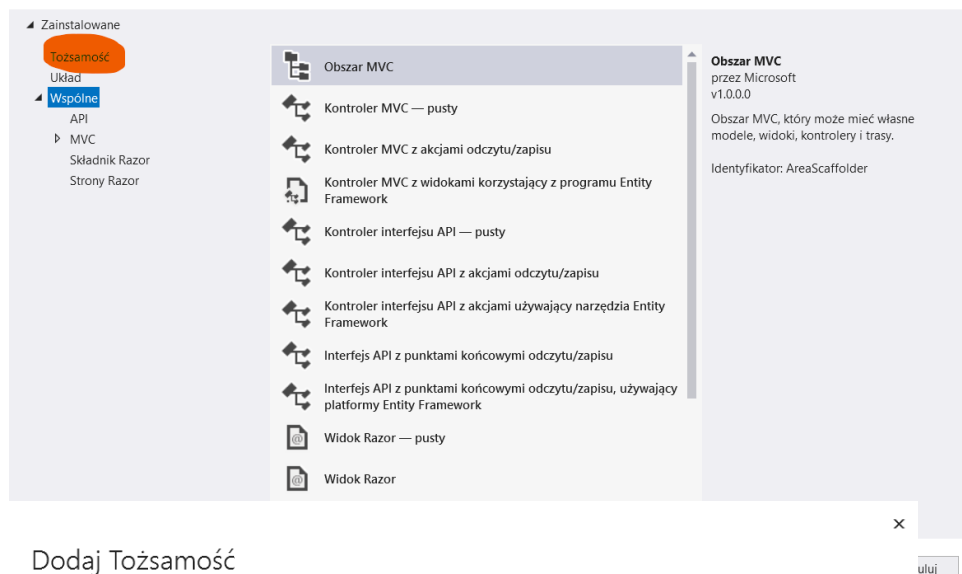 Zainstalowane
Tożsamość
Układ
Wspólne
API
MVC
Składnik Razor
Strony Razor
Obszar MVC
Kontroler MVC — pusty
Kontroler MVC z akcjami odczytu/zapisu
Kontroler MVC z widokami korzystający z programu Entity
Framework
Kontroler interfejsu API — pusty
Kontroler interfejsu API z akcjami odczytu/zapisu
Kontroler interfejsu API z akcjami używający narzędzia Entity
Framework
Interfejs API z punktami końcowymi odczytu/zapisu
Interfejs API z punktami końcowymi odczytu/zapisu, używający
platformy Entity Framework
Widok Razor — pusty
Widok Razor
Obszar MVC
przez Microsoft
v1.0.0.0
Obszar MVC, który może mieć własne
modele, widoki, kontrolery i trasy.
Identyfikator: AreaScaffolder
Dodaj Tożsamość
uluj